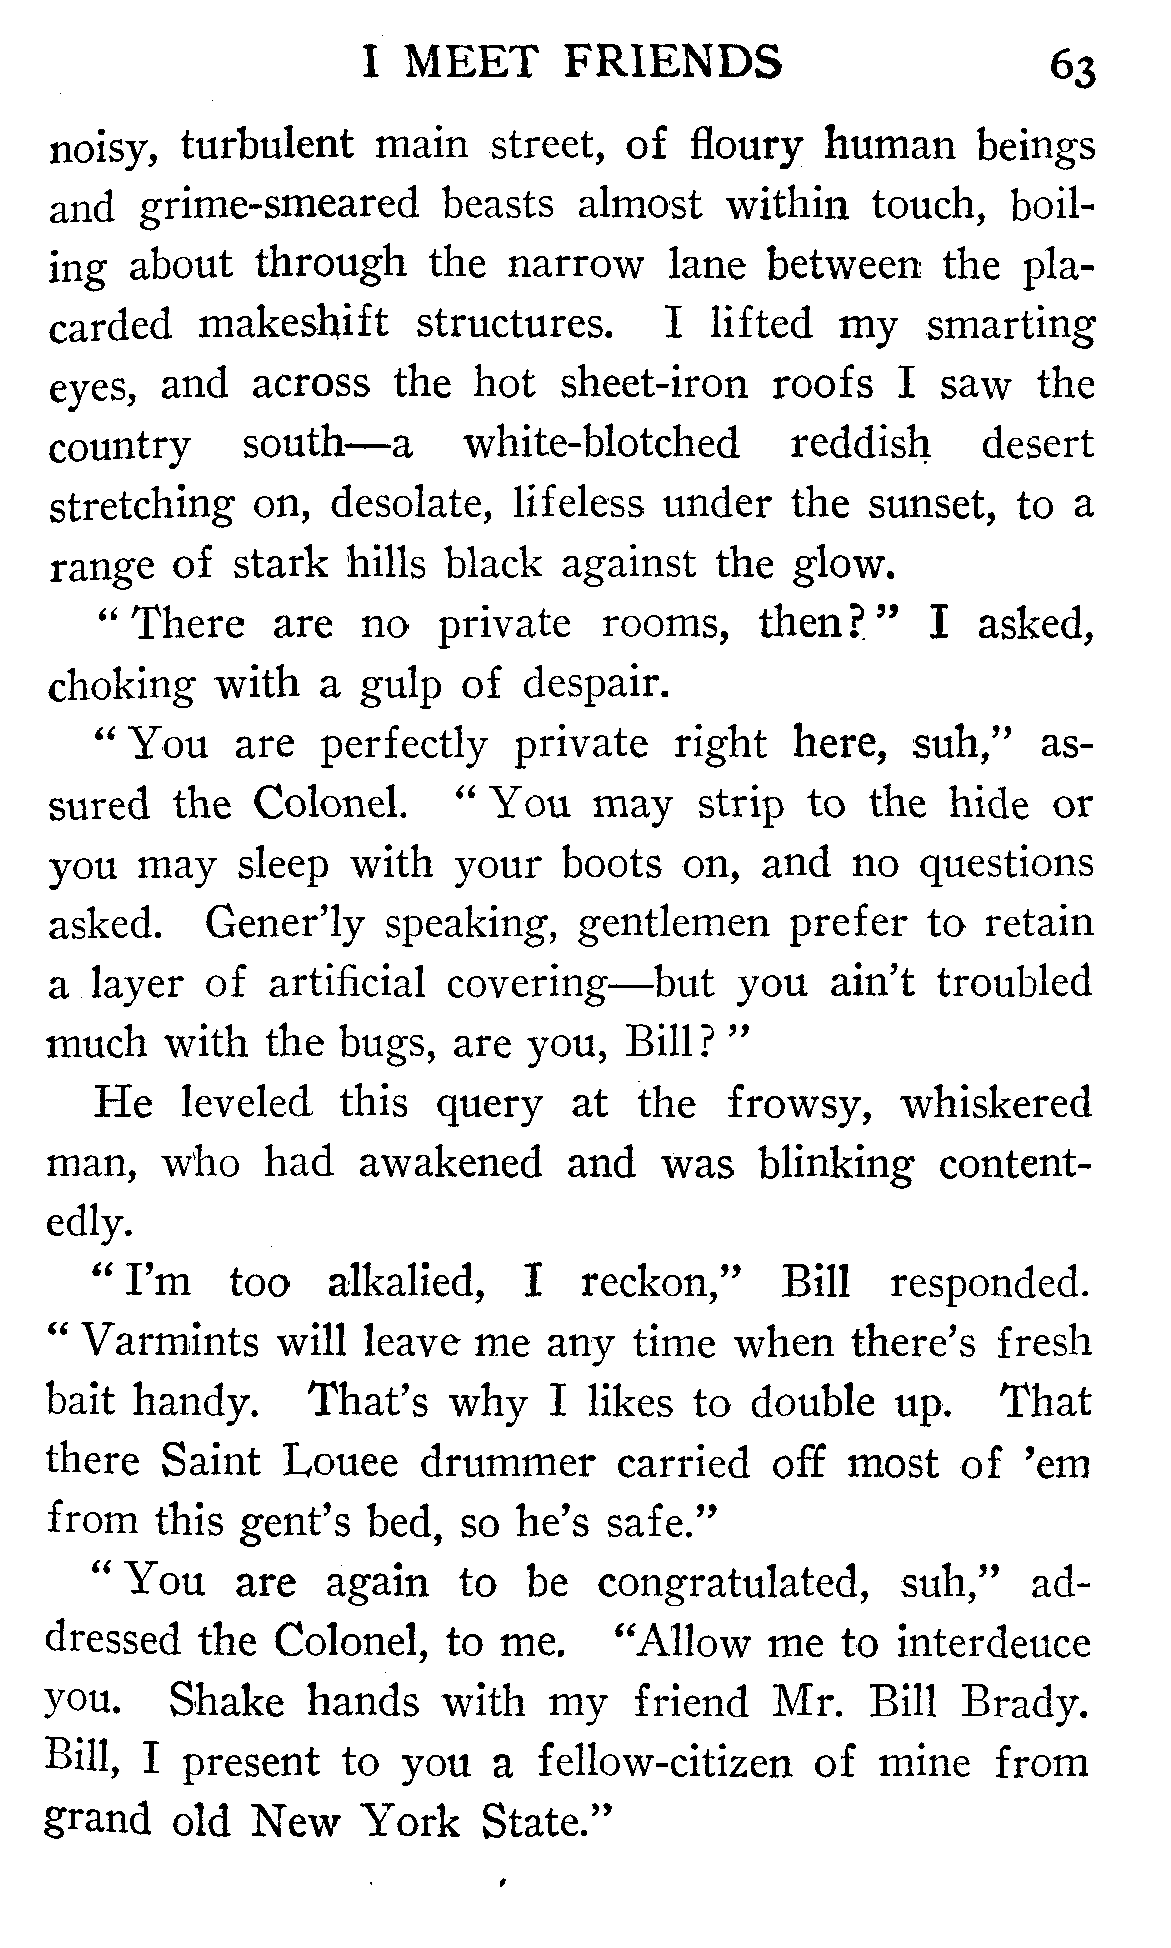 I MEET FRIENDS 63
noisy, turbulent main street, of floury human beings
and grime-smeared beasts almost within touch, boil-
ing about through the narrow lane between the pla-
carded makeshift structures. I lifted my smarting
eyes, and across the hot sheet-iron roofs I saw the
country south—a white-blotched reddish desert
stretching on, desolate, lifeless under the sunset, to a
range of stark hills black against the glow.
“There are no private rooms, then?” I asked,
choking with a gulp of despair.
“You are perfectly private right here, suh,” as-
sured the Colonel. “You may strip to the hide or
you may sleep with your boots on, and no questions
asked. Gener’ly speaking, gentlemen prefer to retain
a layer of artificial covering—but you ain’t troubled
much with the bugs, are you, Bill?”
He leveled this query at the frowsy, whiskered
man, who had awakened and was blinking content-
edly.
“I’m too alkalied, I reckon,” Bill responded.
“Varmints will leave me any time when there’s fresh
bait handy. That’s why I likes to double up. That
there Saint Louee drummer carried off most of ’em
from this gent’s bed, so he’s safe.”
“You are again to be congratulated, suh,” ad-
dressed the Colonel, to me. “Allow me to interdeuce
you. Shake hands with my friend Mr. Bill Brady.
Bill, I present to you a fellow-citizen of mine from
grand old New York State.”